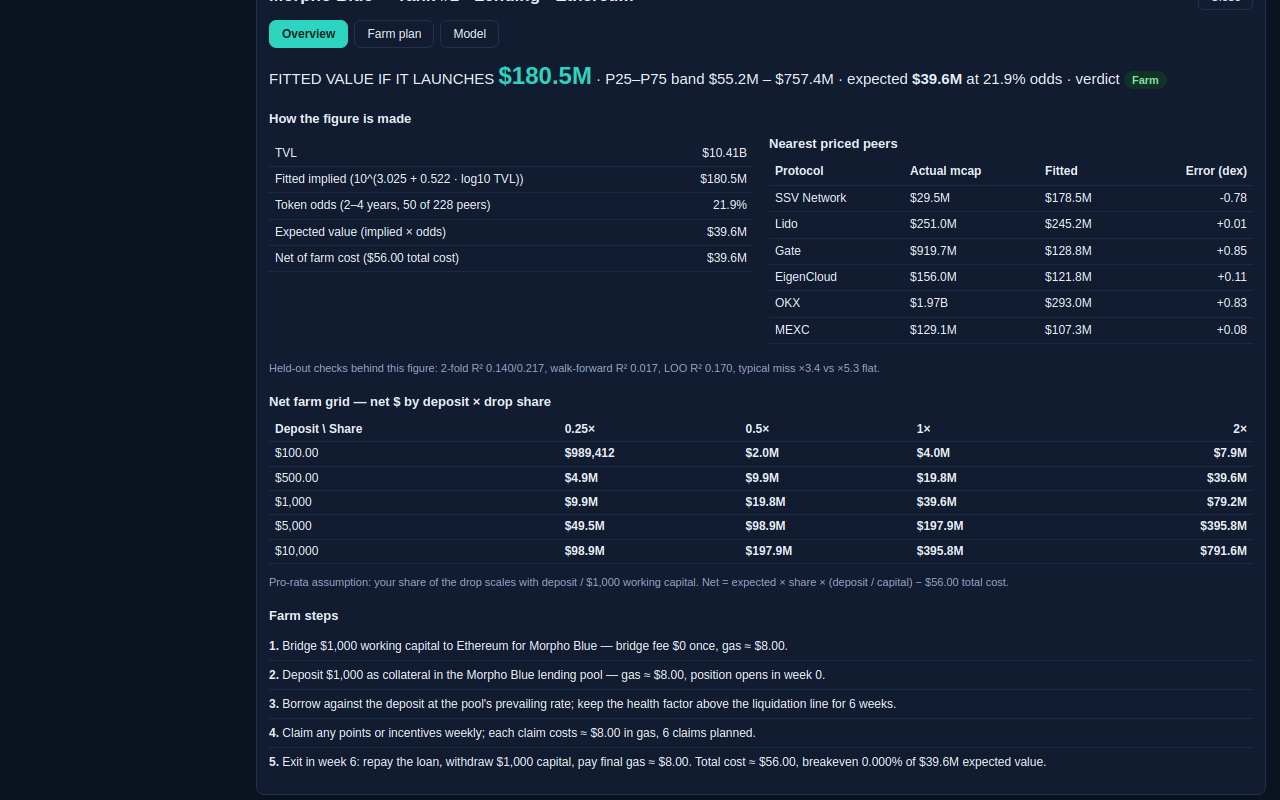 Overview
Farm plan
Model
FITTED VALUE IF IT LAUNCHES $180.5M · P25–P75 band $55.2M – $757.4M · expected $39.6M at 21.9% odds · verdict Farm
How the figure is made
TVL $10.41B
Fitted implied (10^(3.025 + 0.522 · log10 TVL)) $180.5M
Token odds (2–4 years, 50 of 228 peers) 21.9%
Expected value (implied × odds) $39.6M
Net of farm cost ($56.00 total cost) $39.6M
Nearest priced peers
Protocol Actual mcap Fitted Error (dex)
SSV Network $29.5M $178.5M -0.78
Lido $251.0M $245.2M +0.01
Gate $919.7M $128.8M +0.85
EigenCloud $156.0M $121.8M +0.11
OKX $1.97B $293.0M +0.83
MEXC $129.1M $107.3M +0.08
Held-out checks behind this figure: 2-fold R² 0.140/0.217, walk-forward R² 0.017, LOO R² 0.170, typical miss ×3.4 vs ×5.3 flat.
Net farm grid — net $ by deposit × drop share
Deposit \ Share 0.25× 0.5× 1× 2×
$100.00 $989,412 $2.0M $4.0M $7.9M
$500.00 $4.9M $9.9M $19.8M $39.6M
$1,000 $9.9M $19.8M $39.6M $79.2M
$5,000 $49.5M $98.9M $197.9M $395.8M
$10,000 $98.9M $197.9M $395.8M $791.6M
Pro-rata assumption: your share of the drop scales with deposit / $1,000 working capital. Net = expected × share × (deposit / capital) − $56.00 total cost.
Farm steps
1. Bridge $1,000 working capital to Ethereum for Morpho Blue — bridge fee $0 once, gas ≈ $8.00.
2. Deposit $1,000 as collateral in the Morpho Blue lending pool — gas ≈ $8.00, position opens in week 0.
3. Borrow against the deposit at the pool's prevailing rate; keep the health factor above the liquidation line for 6 weeks.
4. Claim any points or incentives weekly; each claim costs ≈ $8.00 in gas, 6 claims planned.
5. Exit in week 6: repay the loan, withdraw $1,000 capital, pay final gas ≈ $8.00. Total cost ≈ $56.00, breakeven 0.000% of $39.6M expected value.